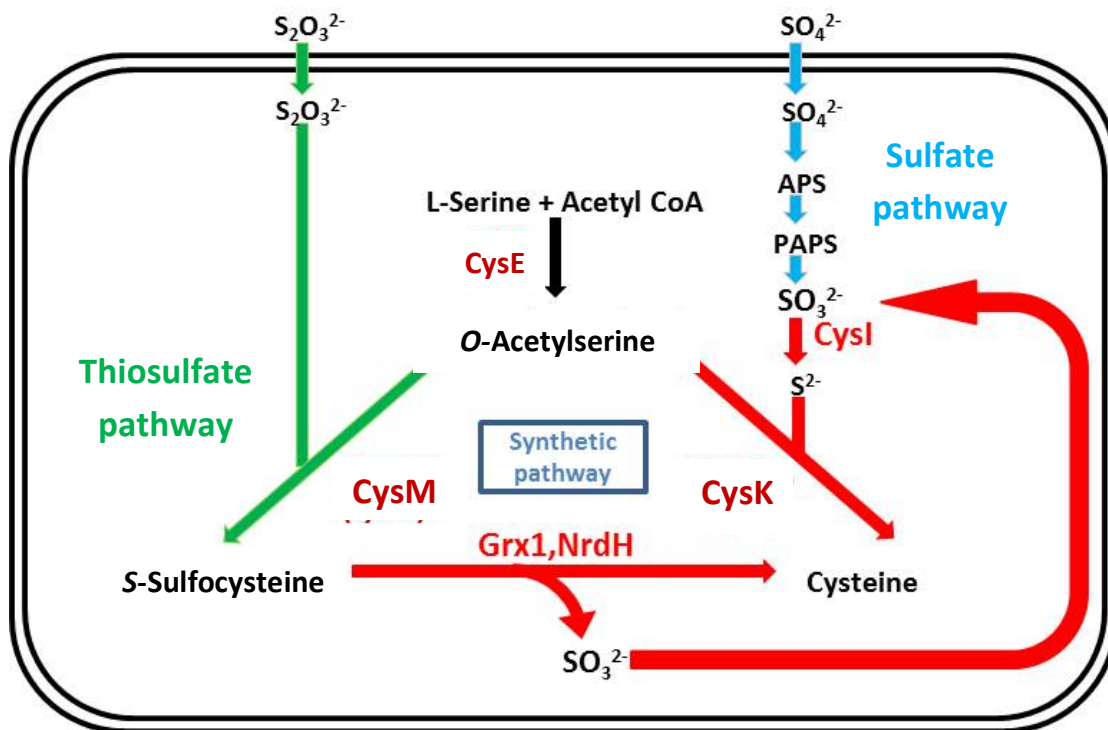 S₂O₃²⁻
SO₄²⁻
S₂O₃²⁻
SO₄²⁻
Sulfate
pathway
APS
L-Serine + Acetyl CoA
PAPS
CysE
SO₃²⁻
CysI
O-Acetylserine
Thiosulfate
pathway
S²⁻
Synthetic
pathway
CysM
CysK
Grx1,NrdH
S-Sulfocysteine
Cysteine
SO₃²⁻